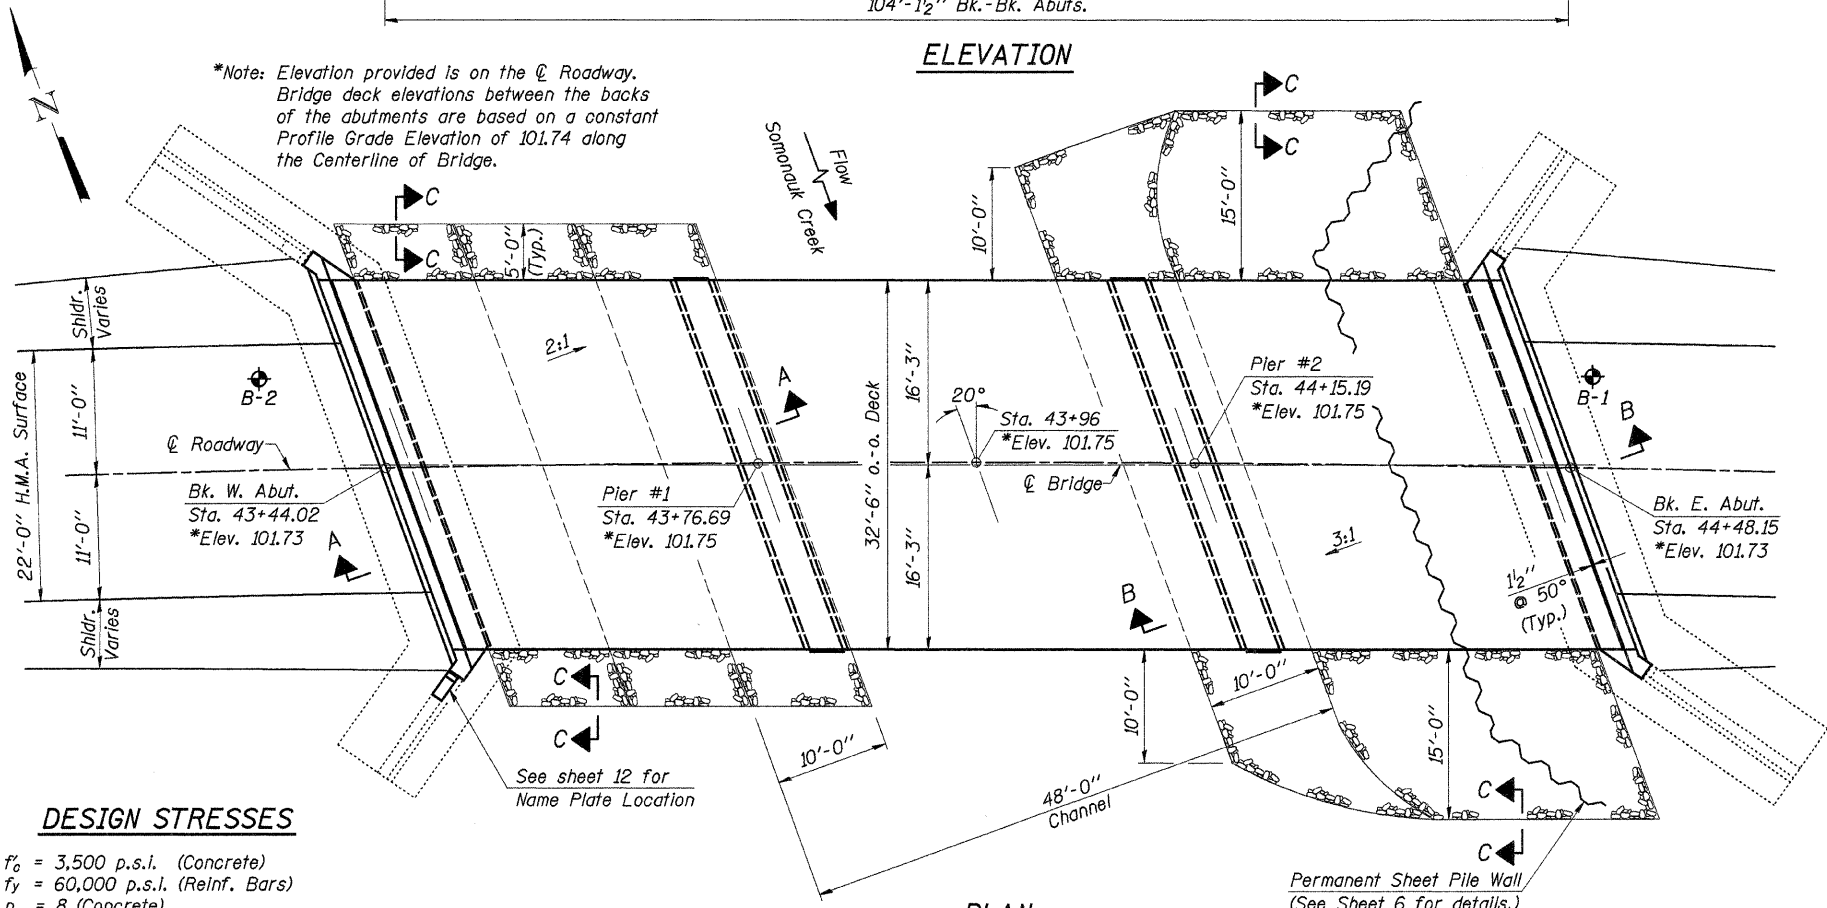 104'-1½" Bk.-Bk. Abuts.
ELEVATION
*Note: Elevation provided is on the ℄ Roadway.
Bridge deck elevations between the backs
of the abutments are based on a constant
Profile Grade Elevation of 101.74 along
the Centerline of Bridge.
N
Flow
Somonauk Creek
C
C
C
C
10'-0"
15'-0"
5'-0"
(Typ.)
Shldr.
Varies
2:1
16'-3"
32'-6" o.-o. Deck
A
B-2
22'-0" H.M.A. Surface
11'-0"
℄ Roadway
20°
Sta. 43+96
*Elev. 101.75
Pier #2
Sta. 44+15.19
*Elev. 101.75
B-1
B
℄ Bridge
Bk. W. Abut.
Sta. 43+44.02
*Elev. 101.73
Pier #1
Sta. 43+76.69
*Elev. 101.75
Bk. E. Abut.
Sta. 44+48.15
*Elev. 101.73
A
11'-0"
16'-3"
3:1
1½"
@ 50°
(Typ.)
B
Shldr.
Varies
C
C
10'-0"
10'-0"
15'-0"
10'-0"
48'-0"
Channel
See sheet 12 for
Name Plate Location
C
C
Permanent Sheet Pile Wall
(See Sheet 6 for details.)
DESIGN STRESSES
f'c = 3,500 p.s.i. (Concrete)
fy = 60,000 p.s.i. (Reinf. Bars)
n = 8 (Concrete)
PLAN